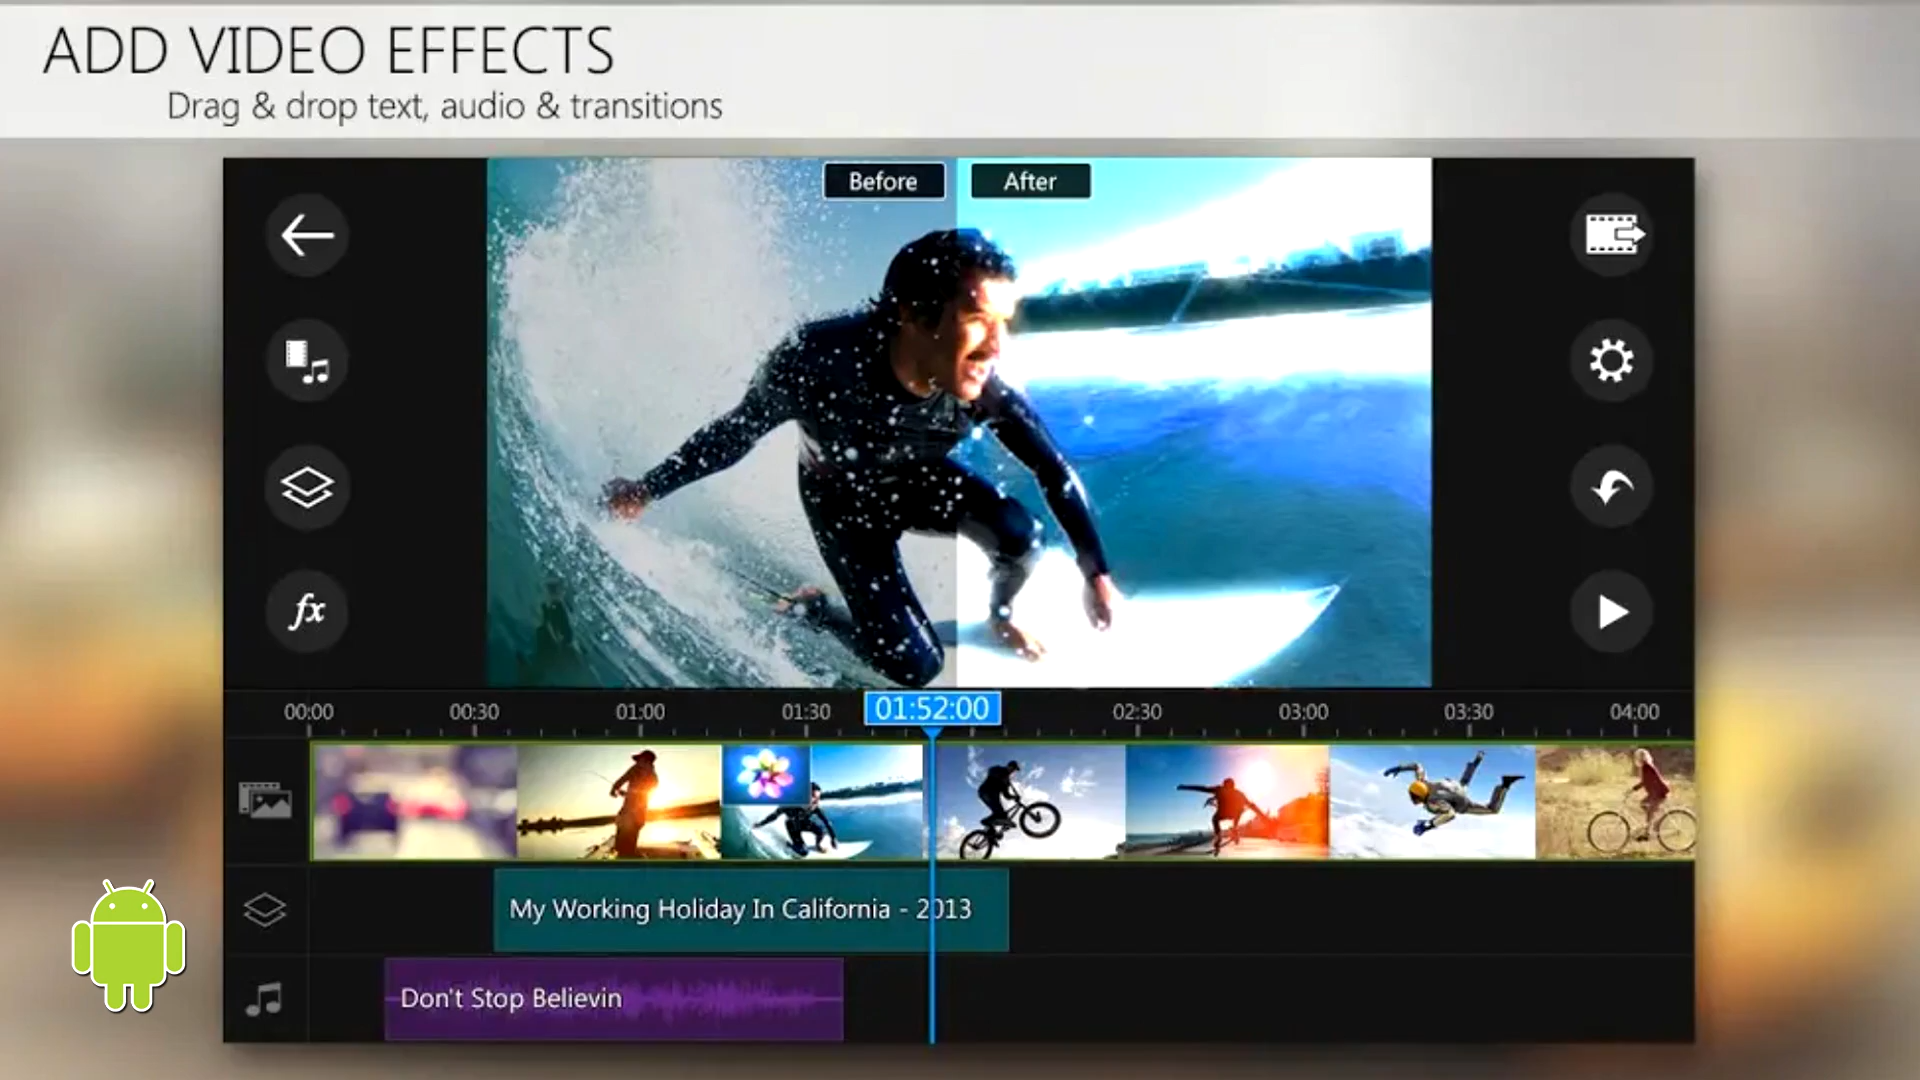 ADD VIDEO EFFECTS
Drag & drop text, audio & transitions
Before
After
fx
00:00
00:30
01:00
01:30
01:52:00
02:30
03:00
03:30
04:00
My Working Holiday In California - 2013
Don't Stop Believin